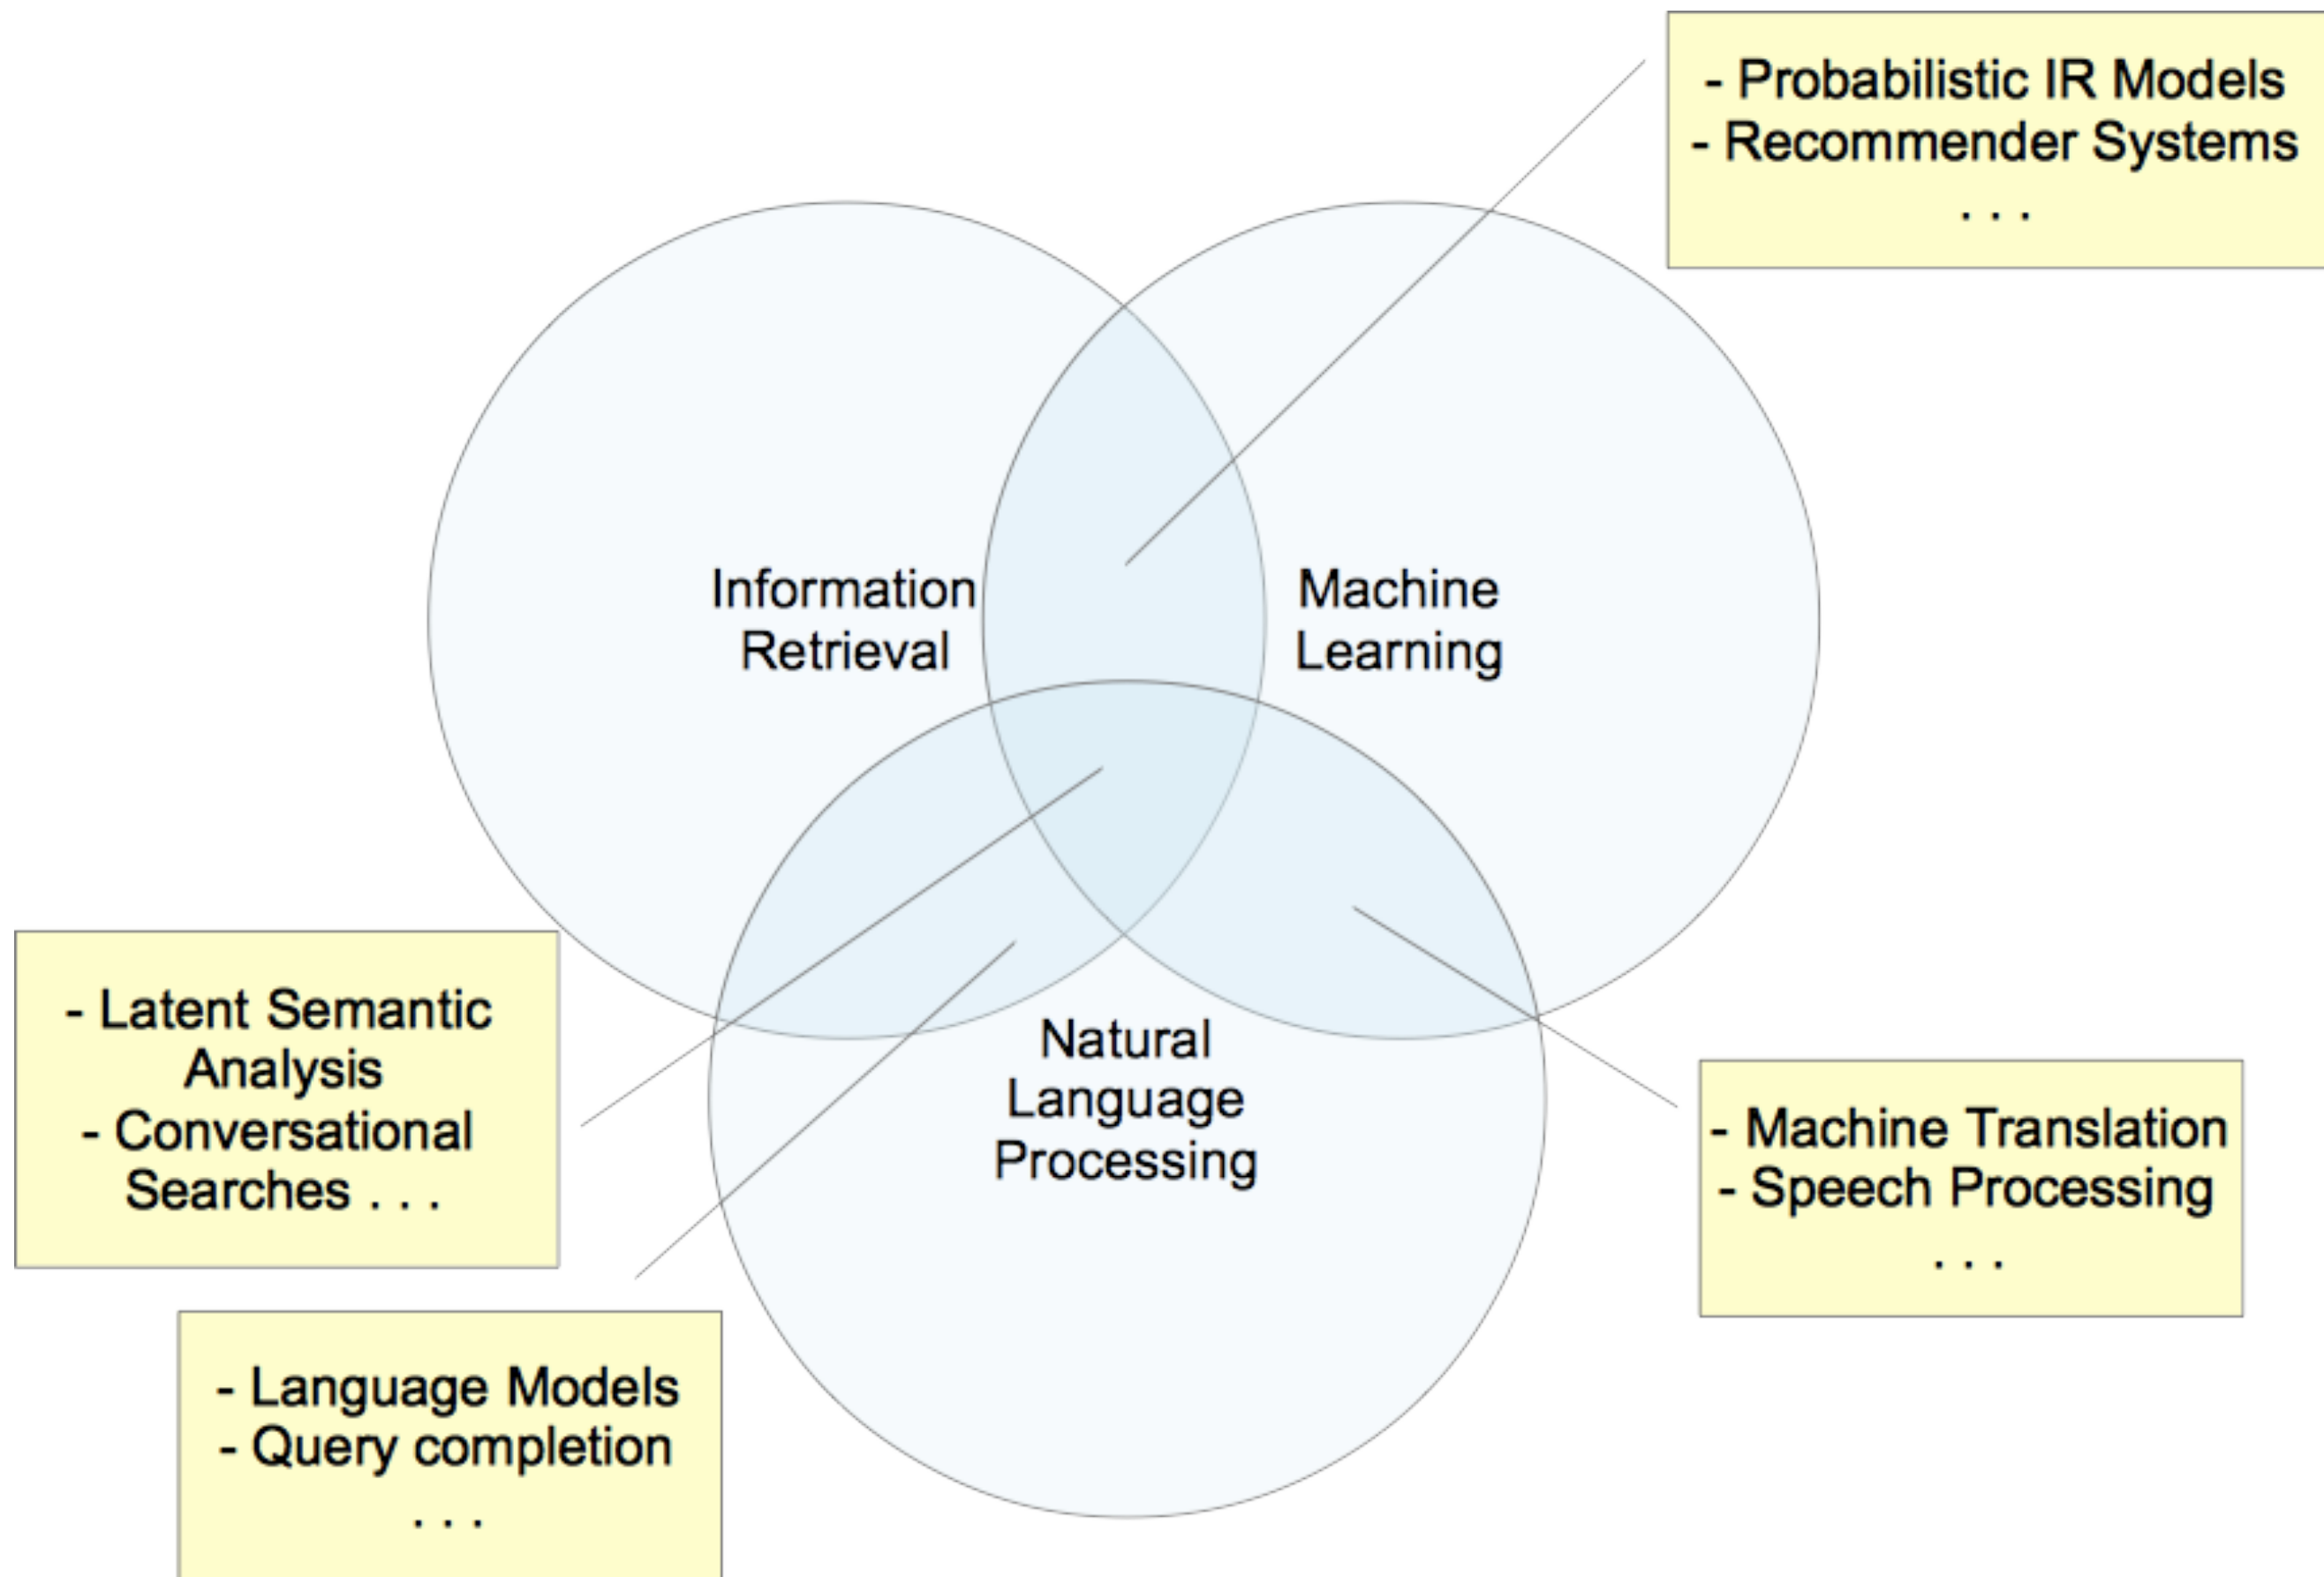 - Probabilistic IR Models
- Recommender Systems
. . .
Information
Retrieval
Machine
Learning
- Latent Semantic
Analysis
- Conversational
Searches . . .
Natural
Language
Processing
- Machine Translation
- Speech Processing
. . .
- Language Models
- Query completion
. . .